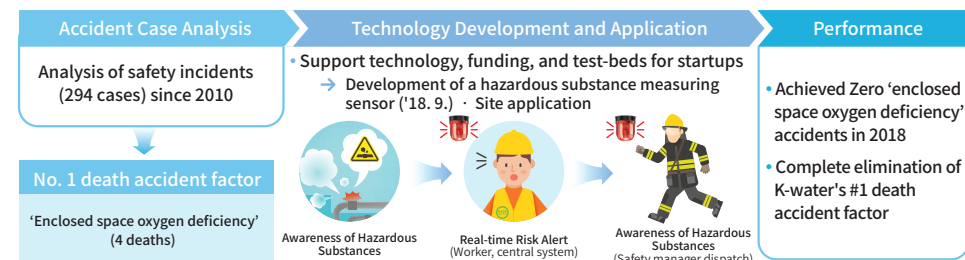 Accident Case Analysis
Analysis of safety incidents
(294 cases) since 2010
No. 1 death accident factor
'Enclosed space oxygen deficiency'
(4 deaths)
Technology Development and Application
• Support technology, funding, and test-beds for startups
→ Development of a hazardous substance measuring
sensor ('18. 9.) · Site application
Awareness of Hazardous
Substances
Real-time Risk Alert
(Worker, central system)
Awareness of Hazardous
Substances
(Safety manager dispatch)
Performance
• Achieved Zero 'enclosed
space oxygen deficiency'
accidents in 2018
• Complete elimination of
K-water's #1 death
accident factor